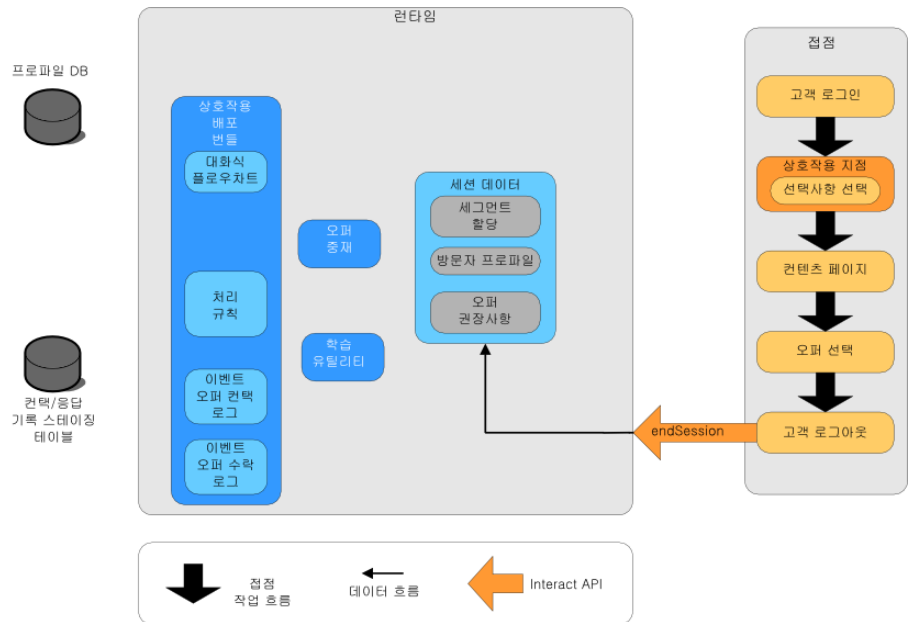 런타임
프로파일 DB
컨택/응답
기록 스테이징
테이블
상호작용
배포
번들
대화식
플로우차트
처리
규칙
이벤트
오퍼 컨택
로그
이벤트
오퍼 수락
로그
오퍼
중재
학습
유틸리티
세션 데이터
세그먼트
할당
방문자 프로파일
오퍼
권장사항
endSession
접점
고객 로그인
상호작용 지점
선택사항 선택
컨텐츠 페이지
오퍼 선택
고객 로그아웃
접점
작업 흐름
데이터 흐름
Interact API